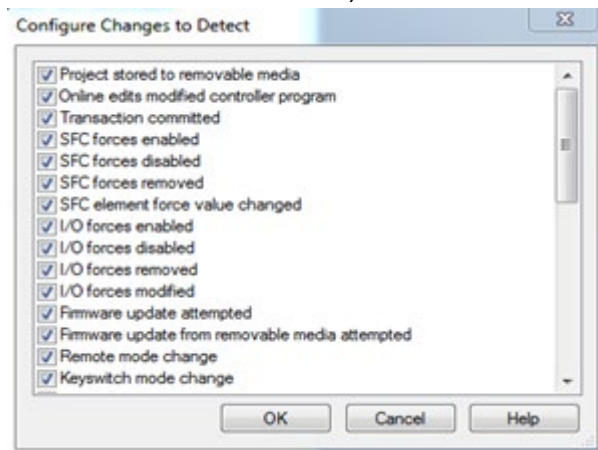 Configure Changes to Detect
Project stored to removable media
Online edits modified controller program
Transaction committed
SFC forces enabled
SFC forces disabled
SFC forces removed
SFC element force value changed
I/O forces enabled
I/O forces disabled
I/O forces removed
I/O forces modified
Firmware update attempted
Firmware update from removable media attempted
Remote mode change
Keyswitch mode change
OK Cancel Help